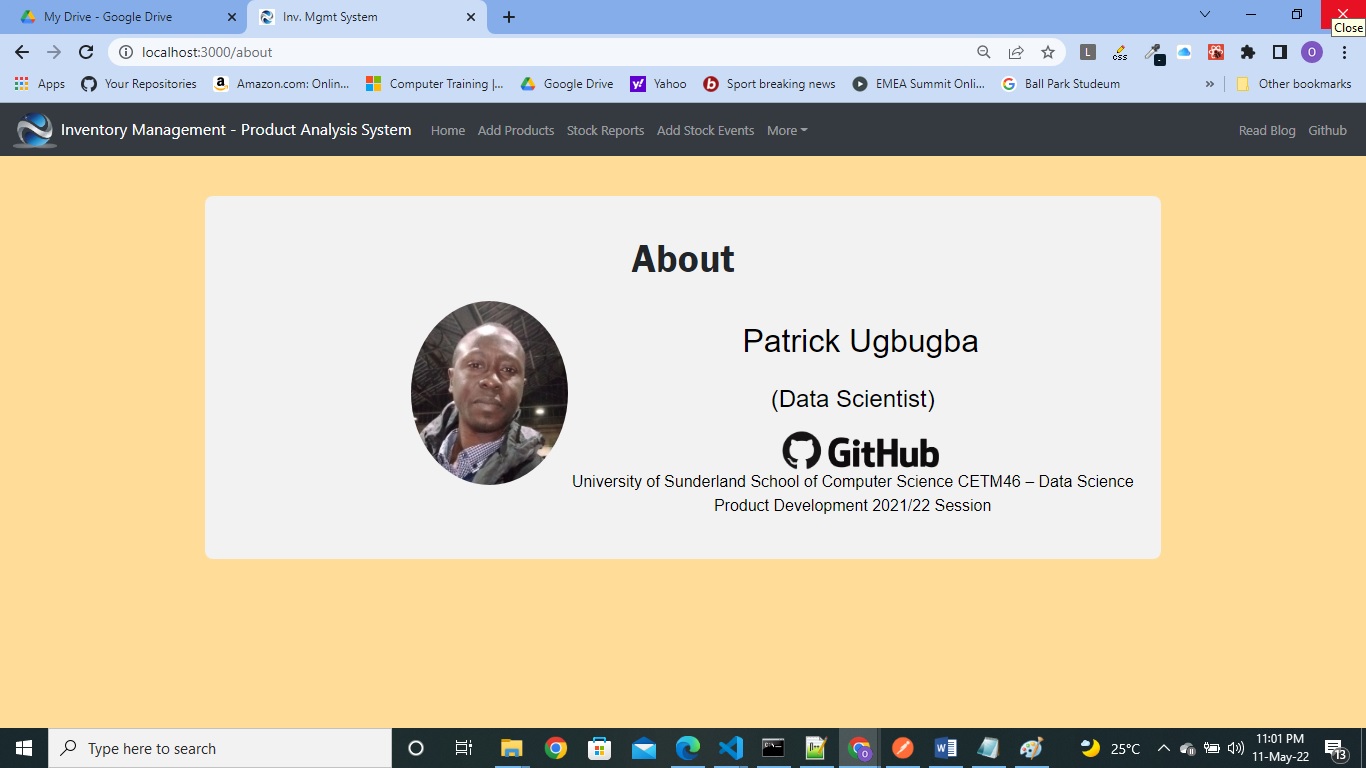 My Drive - Google Drive
Inv. Mgmt System
Close
localhost:3000/about
L
css
O
Apps
Your Repositories
Amazon.com: Onlin...
Computer Training |...
Google Drive
Yahoo
Sport breaking news
EMEA Summit Onli...
Ball Park Studeum
»
Other bookmarks
Inventory Management - Product Analysis System
Home
Add Products
Stock Reports
Add Stock Events
More
Read Blog
Github
About
Patrick Ugbugba
(Data Scientist)
GitHub
University of Sunderland School of Computer Science CETM46 – Data Science
Product Development 2021/22 Session
Type here to search
25°C
11:01 PM
11-May-22
13